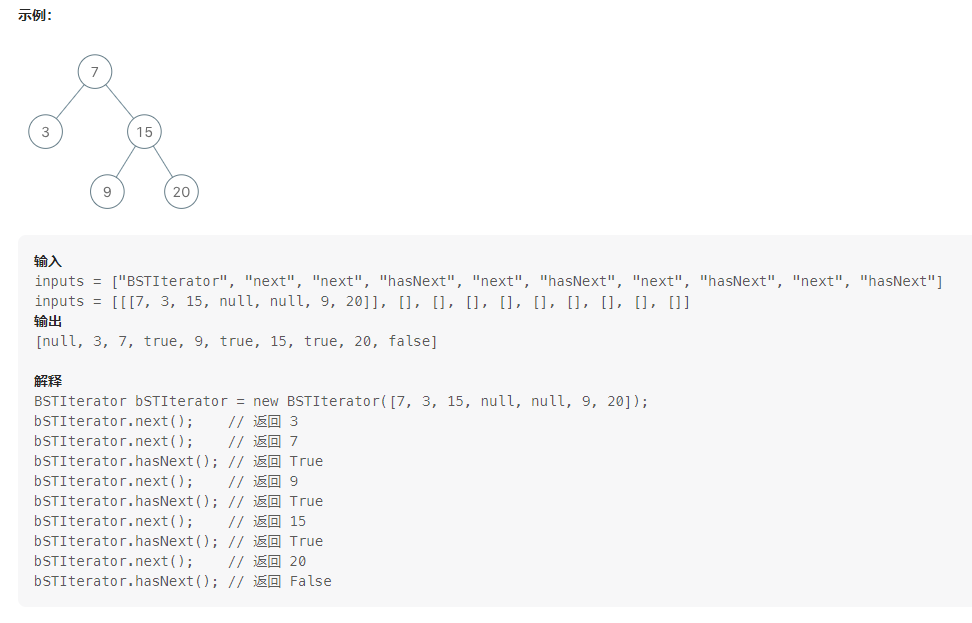 示例：
7
3
15
9
20
输入
inputs = ["BSTIterator", "next", "next", "hasNext", "next", "hasNext", "next", "hasNext", "next", "hasNext"]
inputs = [[[7, 3, 15, null, null, 9, 20]], [], [], [], [], [], [], [], [], []]
输出
[null, 3, 7, true, 9, true, 15, true, 20, false]
解释
BSTIterator bSTIterator = new BSTIterator([7, 3, 15, null, null, 9, 20]);
bSTIterator.next();    // 返回 3
bSTIterator.next();    // 返回 7
bSTIterator.hasNext(); // 返回 True
bSTIterator.next();    // 返回 9
bSTIterator.hasNext(); // 返回 True
bSTIterator.next();    // 返回 15
bSTIterator.hasNext(); // 返回 True
bSTIterator.next();    // 返回 20
bSTIterator.hasNext(); // 返回 False